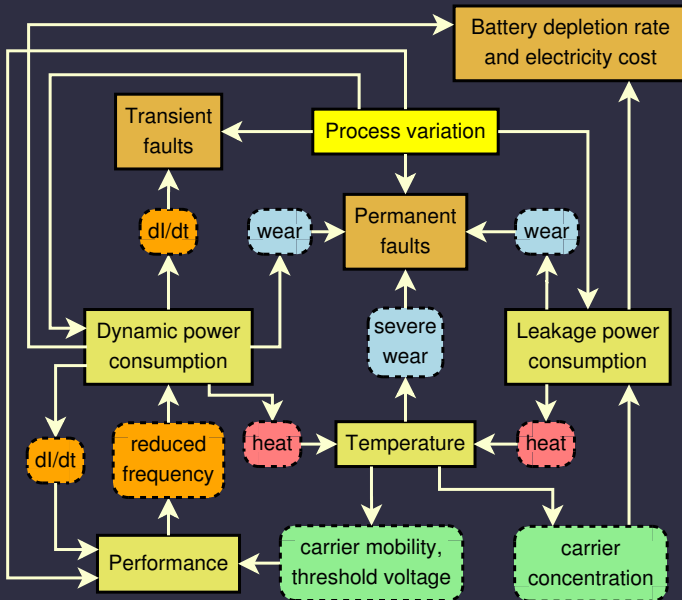 Battery depletion rate
and electricity cost
Transient
faults
Process variation
dI/dt
wear
Permanent
faults
wear
Dynamic power
consumption
severe
wear
Leakage power
consumption
dI/dt
reduced
frequency
heat
Temperature
heat
Performance
carrier mobility,
threshold voltage
carrier
concentration